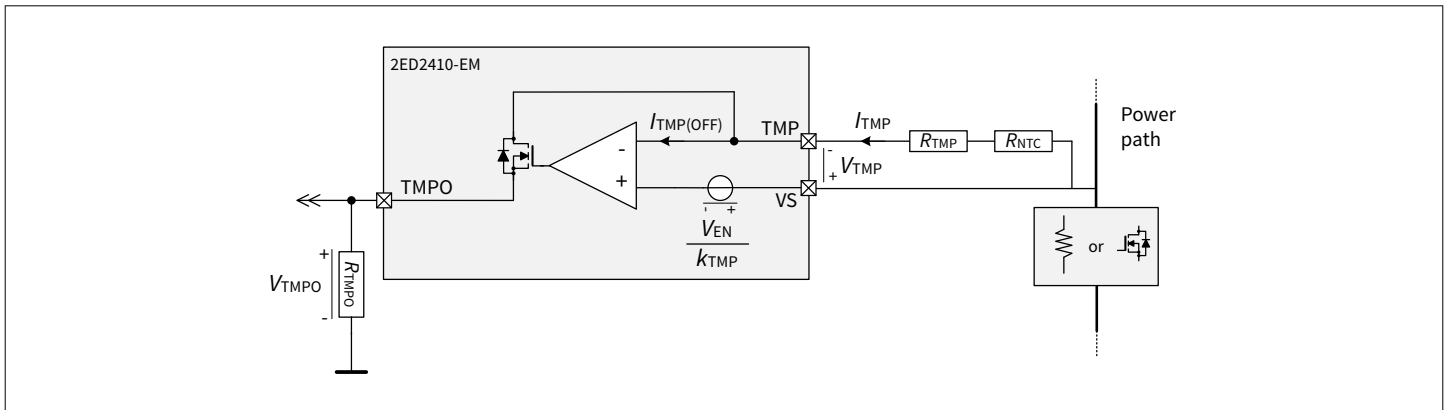 2ED2410-EM
ITMP(OFF)
TMP
ITMP
RTMP
RNTC
Power
path
-
+
VTMP
-
+
VS
- +
VEN
kTMP
TMPO
+
VTMPO
-
RTMPO
or